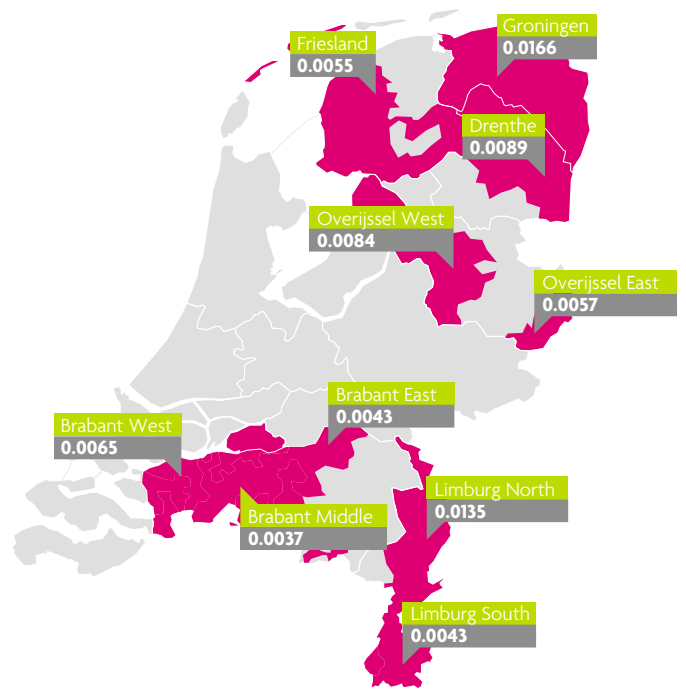 Groningen
0.0166
Friesland
0.0055
Drenthe
0.0089
Overijssel West
0.0084
Overijssel East
0.0057
Brabant East
0.0043
Brabant West
0.0065
Limburg North
0.0135
Brabant Middle
0.0037
Limburg South
0.0043